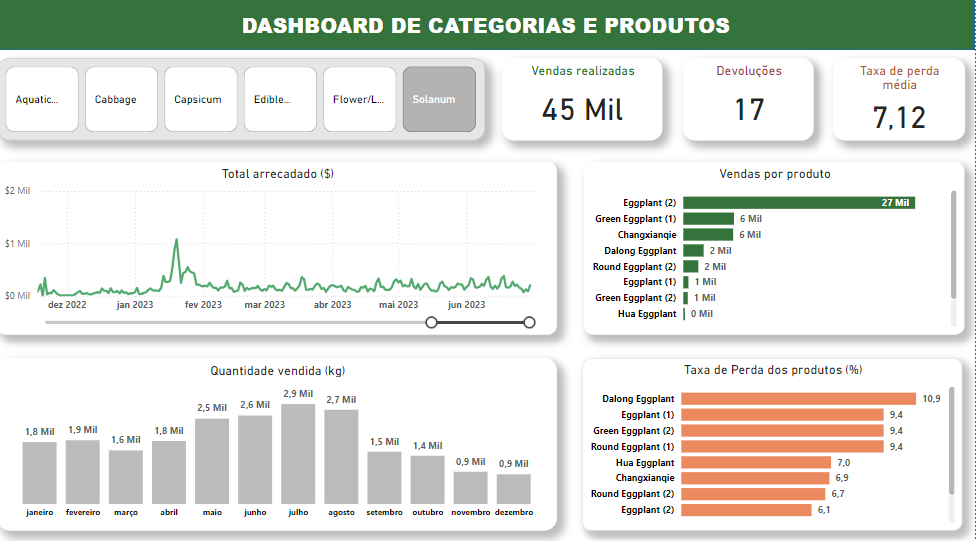 DASHBOARD DE CATEGORIAS E PRODUTOS
Aquatic...
Cabbage
Capsicum
Edible...
Flower/L...
Solanum
Vendas realizadas
45 Mil
Devoluções
17
Taxa de perda
média
7,12
Total arrecadado ($)
$2 Mil
$1 Mil
$0 Mil
dez 2022 jan 2023 fev 2023 mar 2023 abr 2023 mai 2023 jun 2023
Vendas por produto
Eggplant (2) 27 Mil
Green Eggplant (1) 6 Mil
Changxianqie 6 Mil
Dalong Eggplant 2 Mil
Round Eggplant (2) 2 Mil
Eggplant (1) 1 Mil
Green Eggplant (2) 1 Mil
Hua Eggplant 0 Mil
Quantidade vendida (kg)
1,8 Mil 1,9 Mil 1,6 Mil 1,8 Mil 2,5 Mil 2,6 Mil 2,9 Mil 2,7 Mil 1,5 Mil 1,4 Mil 0,9 Mil 0,9 Mil
janeiro fevereiro março abril maio junho julho agosto setembro outubro novembro dezembro
Taxa de Perda dos produtos (%)
Dalong Eggplant 10,9
Eggplant (1) 9,4
Green Eggplant (2) 9,4
Round Eggplant (1) 9,4
Hua Eggplant 7,0
Changxianqie 6,9
Round Eggplant (2) 6,7
Eggplant (2) 6,1